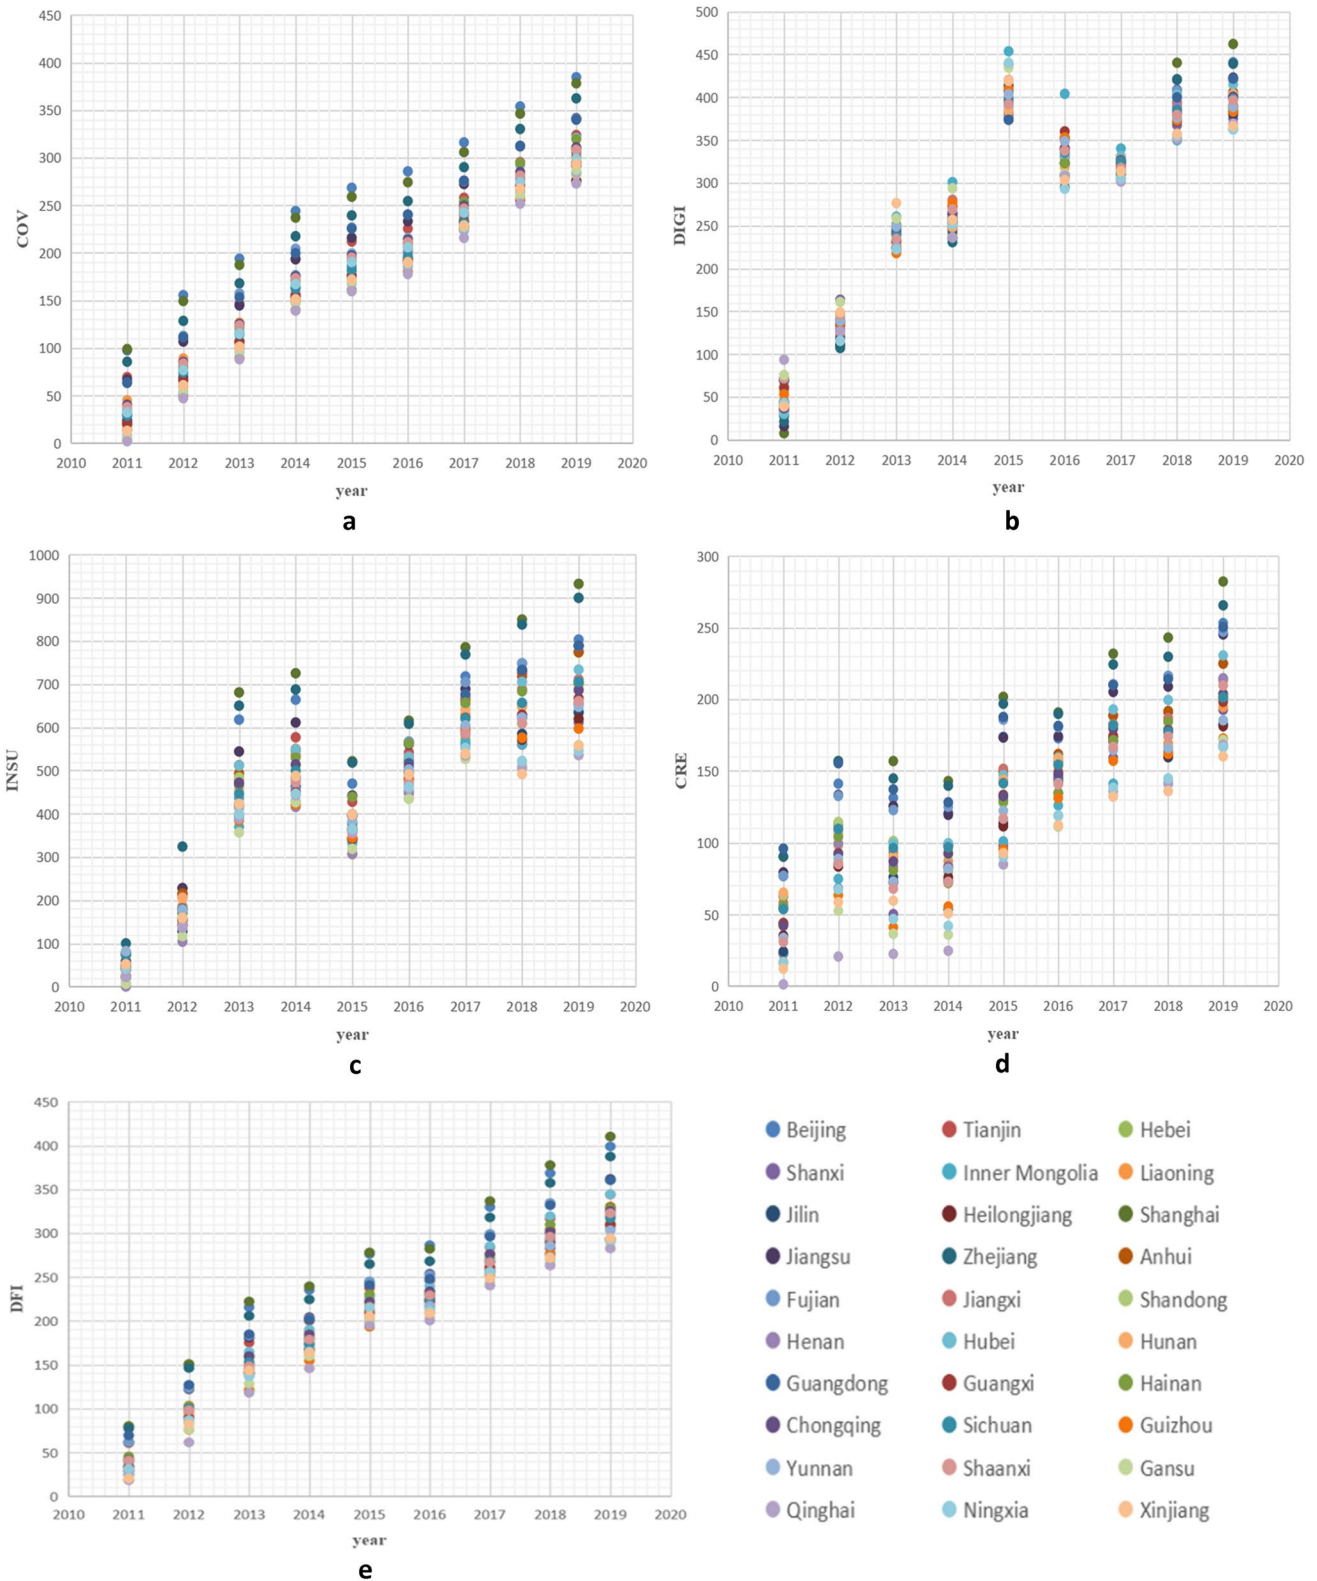 450
400
350
300
250
200
150
100
50
0
COV
2010 2011 2012 2013 2014 2015 2016 2017 2018 2019 2020
year
a
500
450
400
350
300
250
200
150
100
50
0
DIGI
2010 2011 2012 2013 2014 2015 2016 2017 2018 2019 2020
year
b
1000
900
800
700
600
500
400
300
200
100
0
INSU
2010 2011 2012 2013 2014 2015 2016 2017 2018 2019 2020
year
c
300
250
200
150
100
50
0
CRE
2010 2011 2012 2013 2014 2015 2016 2017 2018 2019 2020
year
d
450
400
350
300
250
200
150
100
50
0
DFI
2010 2011 2012 2013 2014 2015 2016 2017 2018 2019 2020
year
e
Beijing Tianjin Hebei
Shanxi Inner Mongolia Liaoning
Jilin Heilongjiang Shanghai
Jiangsu Zhejiang Anhui
Fujian Jiangxi Shandong
Henan Hubei Hunan
Guangdong Guangxi Hainan
Chongqing Sichuan Guizhou
Yunnan Shaanxi Gansu
Qinghai Ningxia Xinjiang